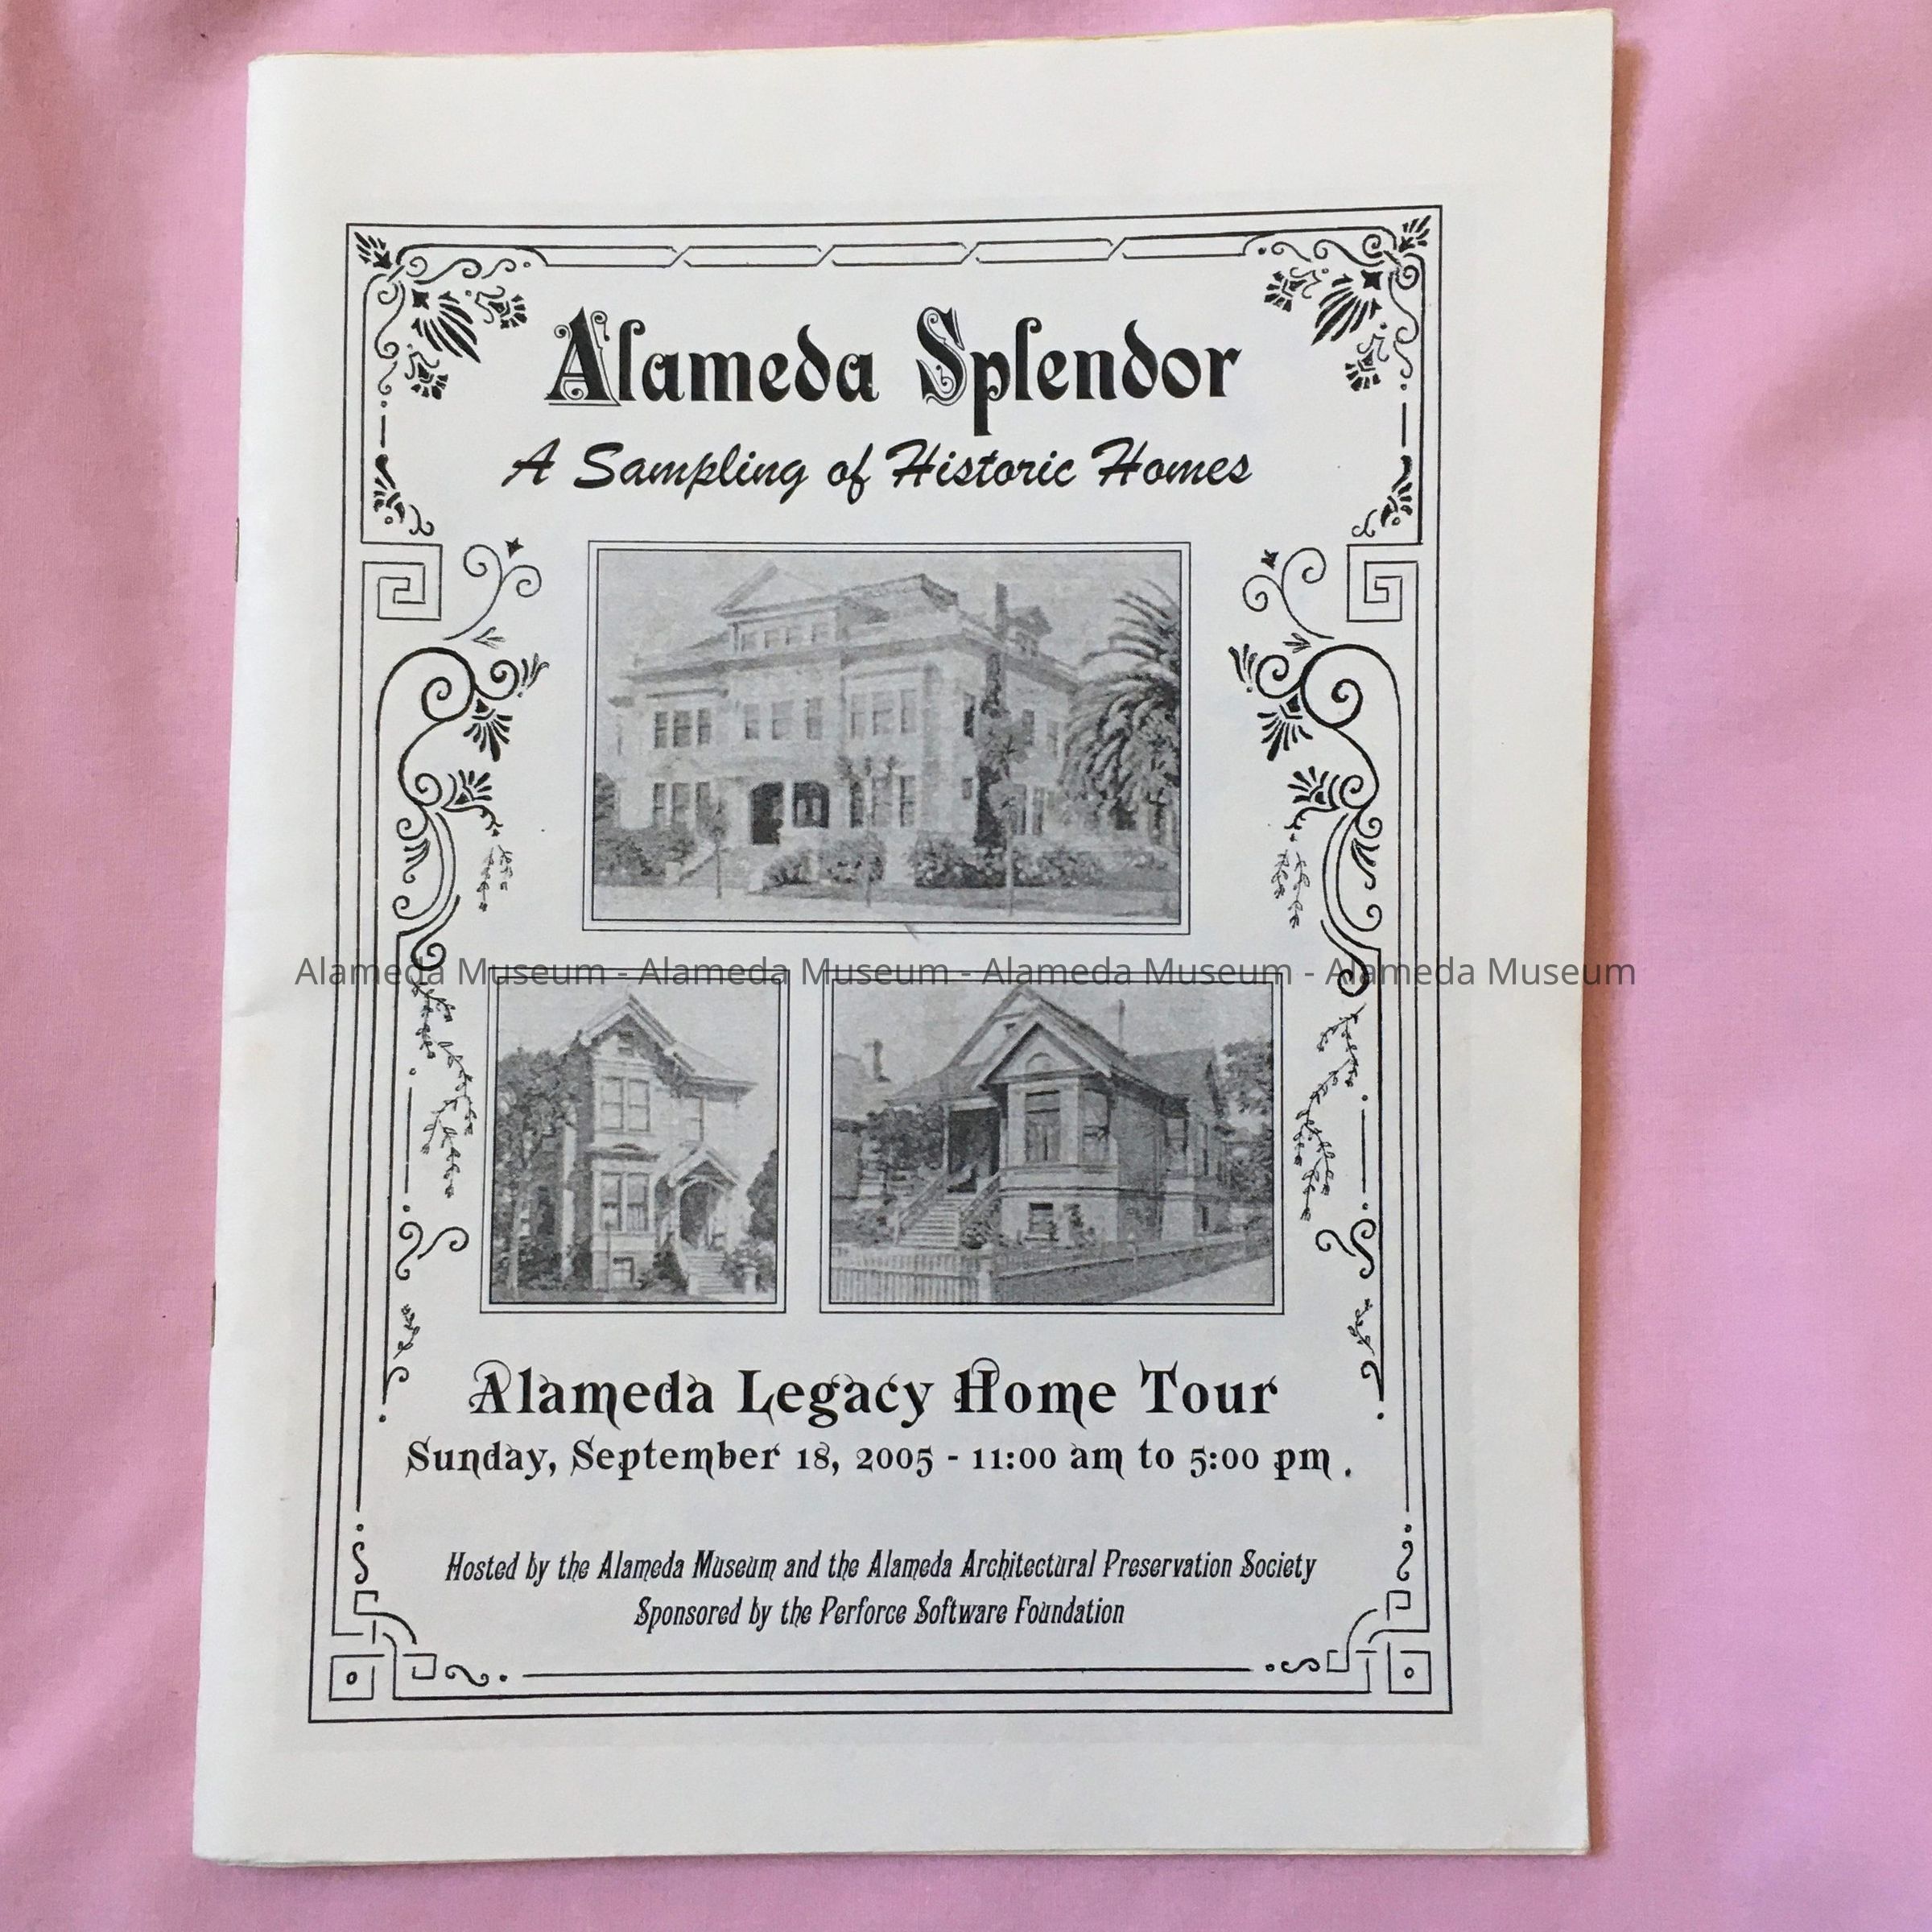 Alameda Splendor
A Sampling of Historic Homes
Alameda Museum - Alameda Museum - Alameda Museum - Alameda Museum
Alameda Legacy Home Tour
Sunday, September 18, 2005 - 11:00 am to 5:00 pm .
Hosted by the Alameda Museum and the Alameda Architectural Preservation Society
Sponsored by the Perforce Software Foundation